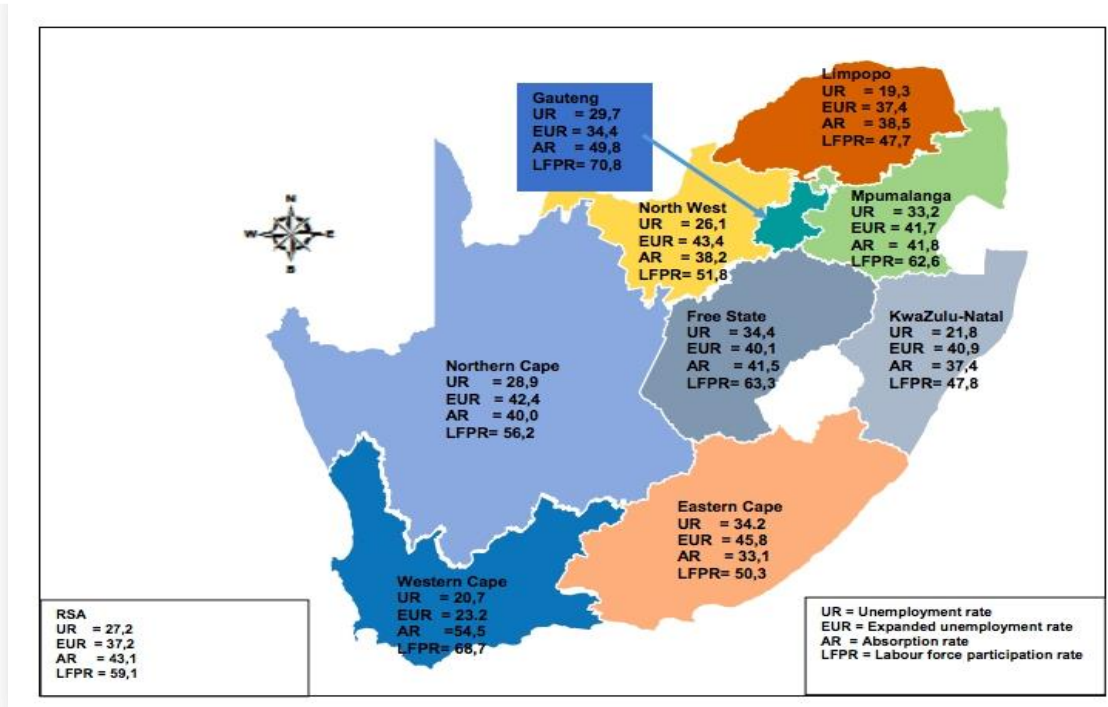 Limpopo
UR = 19,3
EUR = 37,4
AR = 38,5
LFPR= 47,7
Gauteng
UR = 29,7
EUR = 34,4
AR = 49,8
LFPR= 70,8
Mpumalanga
UR = 33,2
EUR = 41,7
AR = 41,8
LFPR= 62,6
North West
UR = 26,1
EUR = 43,4
AR = 38,2
LFPR= 51,8
N
W
E
S
Free State
UR = 34,4
EUR = 40,1
AR = 41,5
LFPR= 63,3
KwaZulu-Natal
UR = 21,8
EUR = 40,9
AR = 37,4
LFPR= 47,8
Northern Cape
UR = 28,9
EUR = 42,4
AR = 40,0
LFPR= 56,2
Eastern Cape
UR = 34.2
EUR = 45,8
AR = 33,1
LFPR= 50,3
Western Cape
UR = 20,7
EUR = 23.2
AR =54,5
LFPR= 68,7
RSA
UR = 27,2
EUR = 37,2
AR = 43,1
LFPR = 59,1
UR = Unemployment rate
EUR = Expanded unemployment rate
AR = Absorption rate
LFPR = Labour force participation rate